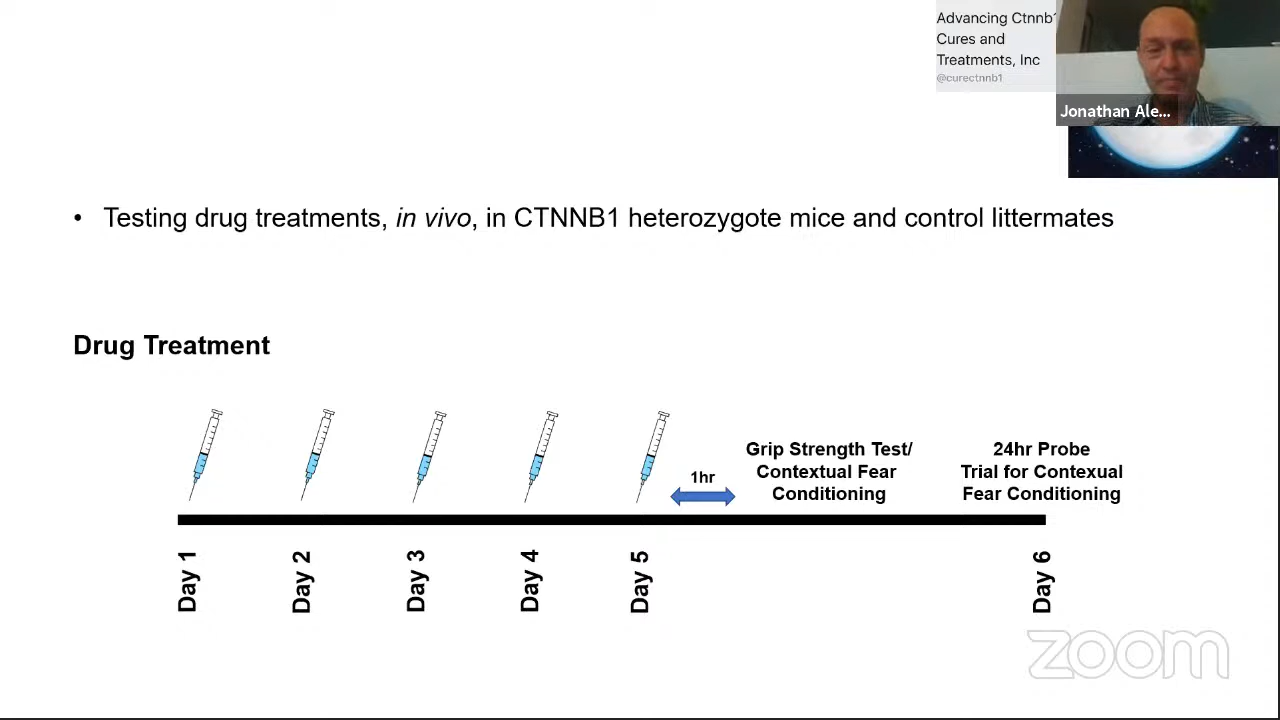 Advancing Ctnnb1
Cures and
Treatments, Inc
@curectnnb1
Jonathan Ale...
• Testing drug treatments, in vivo, in CTNNB1 heterozygote mice and control littermates
Drug Treatment
1hr
Grip Strength Test/
Contextual Fear
Conditioning
24hr Probe
Trial for Contexual
Fear Conditioning
Day 1
Day 2
Day 3
Day 4
Day 5
Day 6
zoom